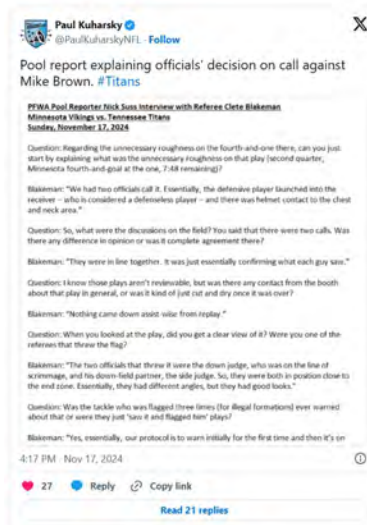 Paul Kuharsky
@PaulKuharskyNFL · Follow
Pool report explaining officials' decision on call against
Mike Brown. #Titans
PFWA Pool Reporter Nick Suss Interview with Referee Clete Blakeman
Minnesota Vikings vs. Tennessee Titans
Sunday, November 17, 2024
Question: Regarding the unnecessary roughness on the fourth-and-one there, can you just
start by explaining what was the unnecessary roughness on that play (second quarter,
Minnesota fourth-and-goal at the one, 7:48 remaining)?
Blakeman: "We had two officials call it. Essentially, the defensive player launched into the
receiver – who is considered a defenseless player – and there was helmet contact to the chest
and neck area."
Question: So, what were the discussions on the field? You said that there were two calls. Was
there any difference in opinion or was it complete agreement there?
Blakeman: "They were in line together. It was just essentially confirming what each guy saw."
Question: I know those plays aren't reviewable, but was there any contact from the booth
about that play in general, or was it kind of just cut and dry once it was over?
Blakeman: "Nothing came down assist-wise from replay."
Question: When you looked at the play, did you get a clear view of it? Were you one of the
referees that threw the flag?
Blakeman: "The two officials that threw it were the down judge, who was on the line of
scrimmage, and his down-field partner, the side judge. So, they were both in position close to
the end zone. Essentially, they had different angles, but they had good looks."
Question: Was the tackle who was flagged three times (for illegal formations) ever warned
about that or were they just 'saw it and flagged him' plays?
Blakeman: "Yes, essentially, our protocol is to warn initially for the first time and then it's on
4:17 PM · Nov 17, 2024
27 Reply Copy link
Read 21 replies